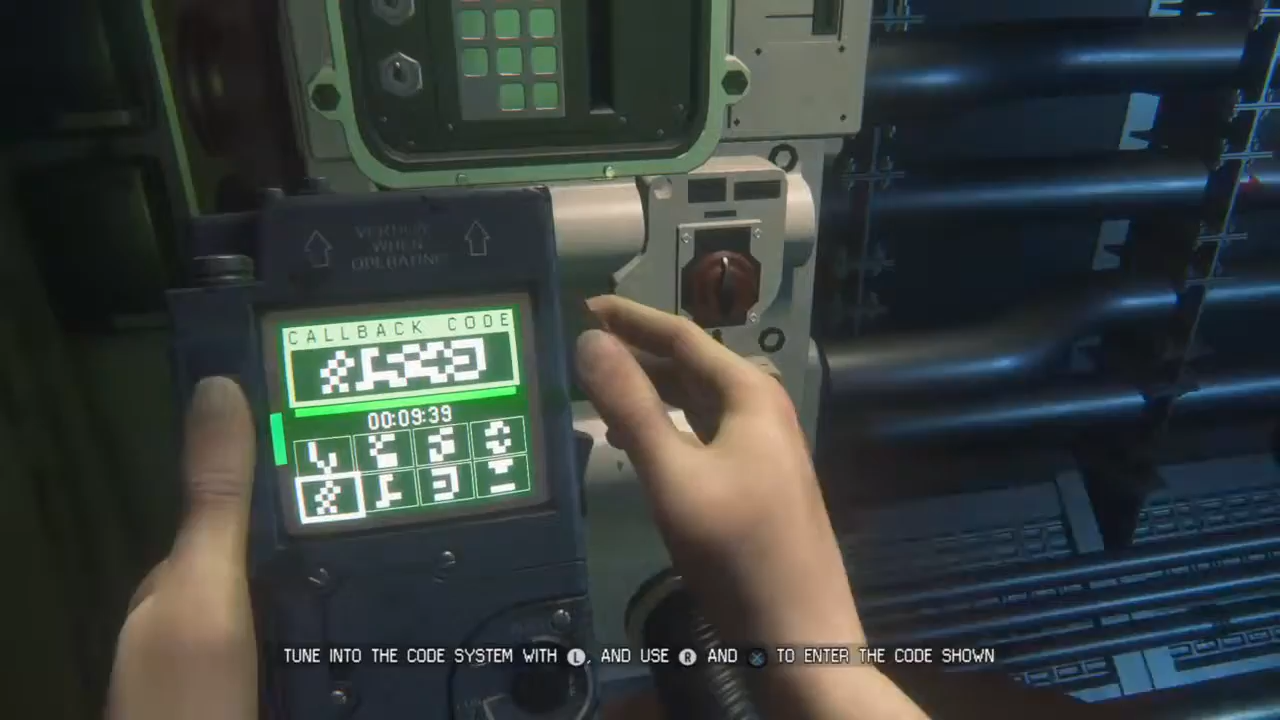 VERTICAL
WHEN
OPERATING
CALLBACK CODE
00:09:39
TUNE INTO THE CODE SYSTEM WITH L, AND USE R AND X TO ENTER THE CODE SHOWN